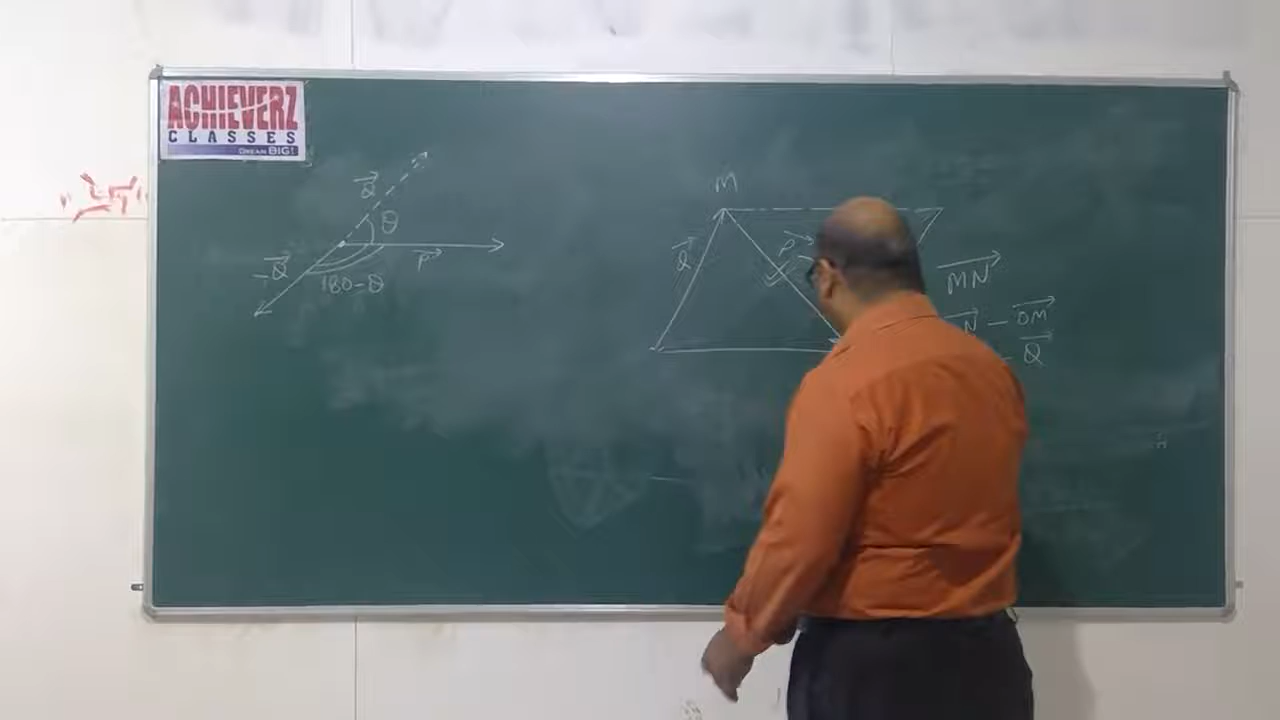 ACHIEVERZ
CLASSES
DREAM BIG!
Q⃗
θ
P⃗
-Q⃗
180-θ
M
Q⃗
P⃗
MN⃗
N⃗ - OM⃗
- Q⃗